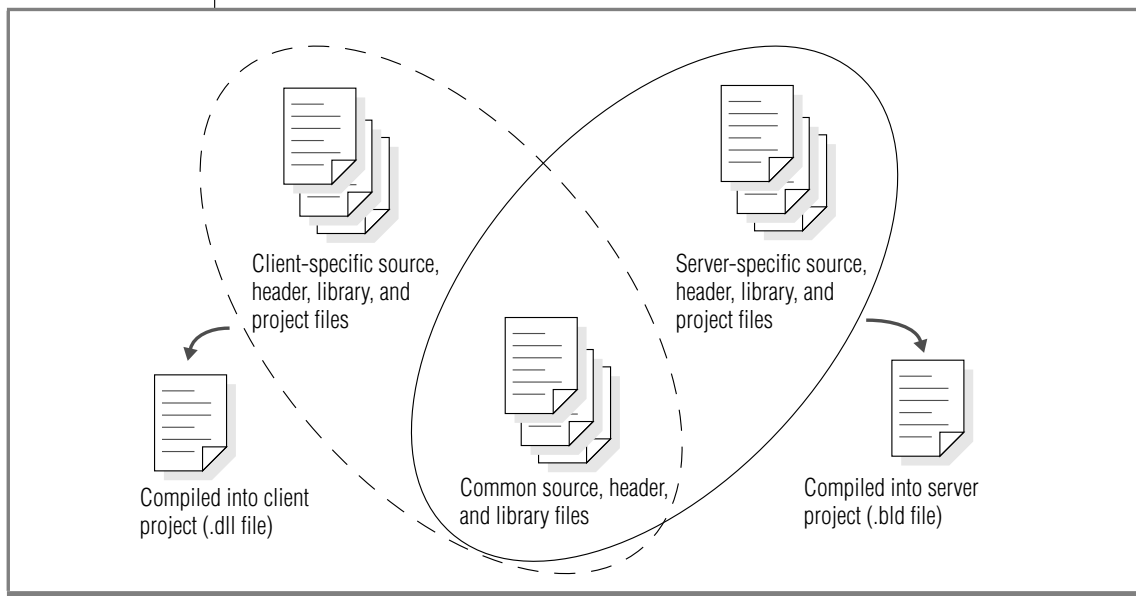 Client-specific source,
header, library, and
project files
Server-specific source,
header, library, and
project files
Compiled into client
project (.dll file)
Common source, header,
and library files
Compiled into server
project (.bld file)